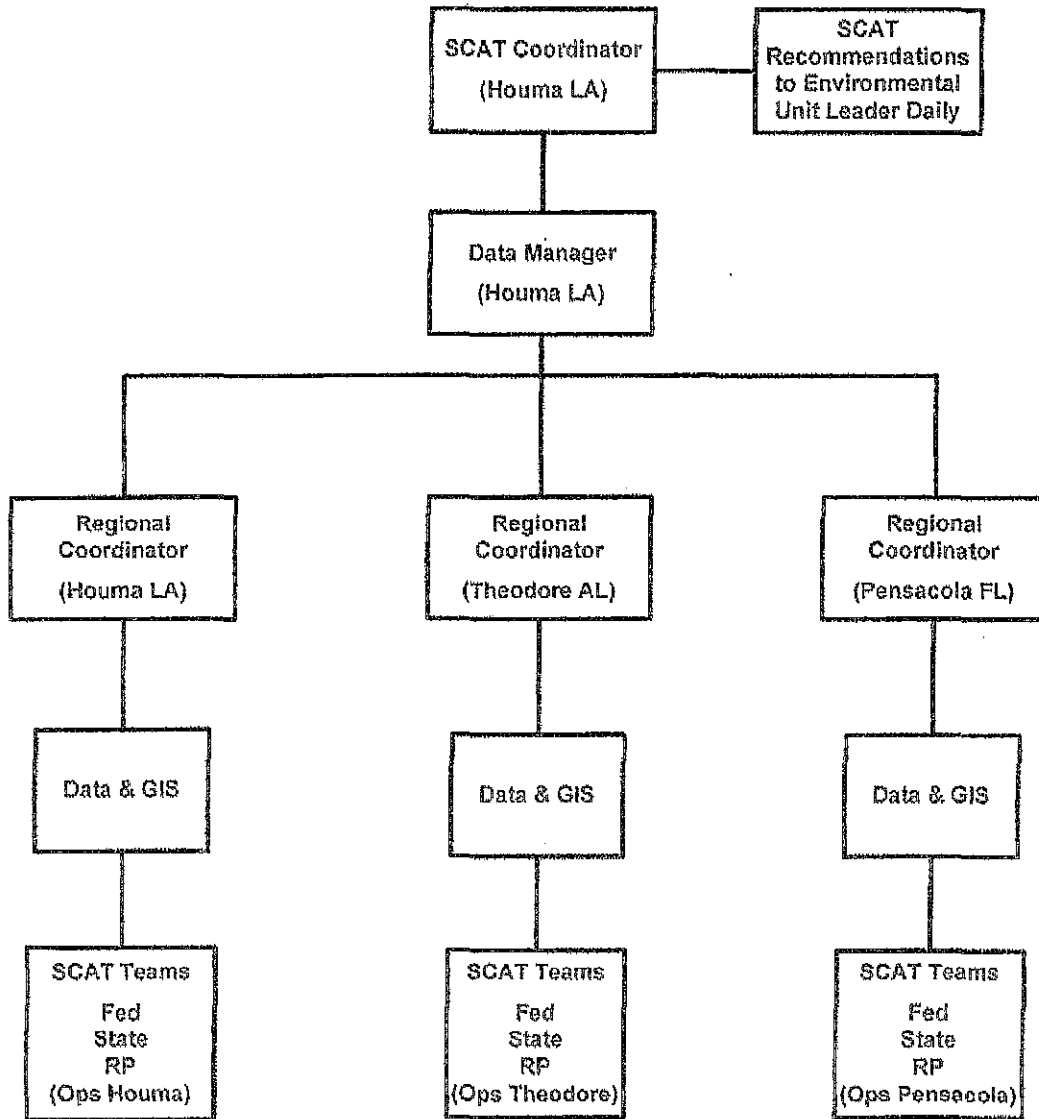 SCAT Coordinator
(Houma LA)
SCAT
Recommendations
to Environmental
Unit Leader Daily
Data Manager
(Houma LA)
Regional
Coordinator
(Houma LA)
Regional
Coordinator
(Theodore AL)
Regional
Coordinator
(Pensacola FL)
Data & GIS
Data & GIS
Data & GIS
SCAT Teams
Fed
State
RP
(Ops Houma)
SCAT Teams
Fed
State
RP
(Ops Theodore)
SCAT Teams
Fed
State
RP
(Ops Pensacola)